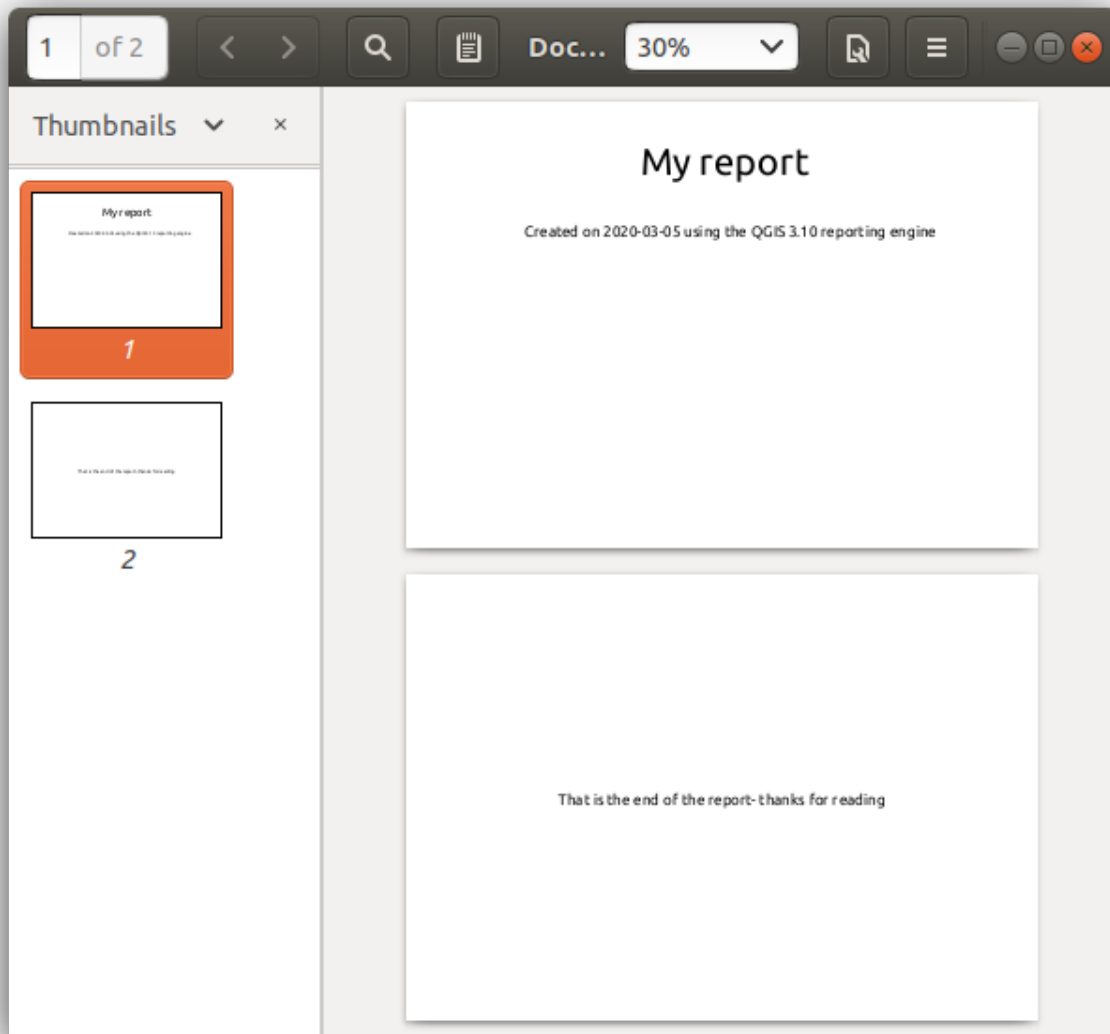 1 of 2
Doc...
30%
Thumbnails
My report
1
2
My report
Created on 2020-03-05 using the QGIS 3.10 reporting engine
That is the end of the report- thanks for reading